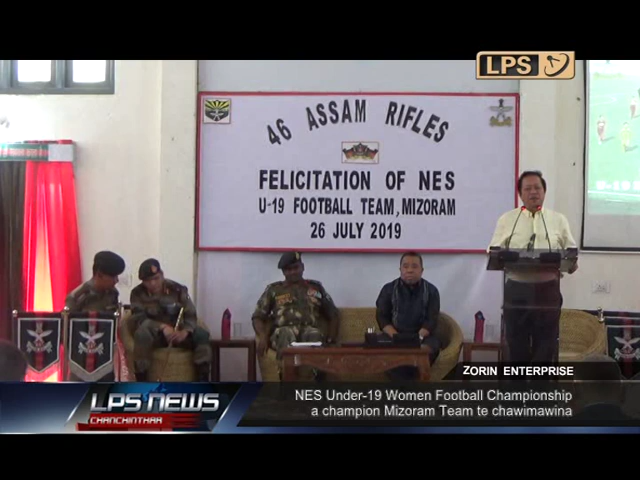 LPS
46 ASSAM RIFLES
FELICITATION OF NES
U-19 FOOTBALL TEAM, MIZORAM
26 JULY 2019
ZORIN ENTERPRISE
LPS NEWS
CHANCHINTHAR
NES Under-19 Women Football Championship
a champion Mizoram Team te chawimawina